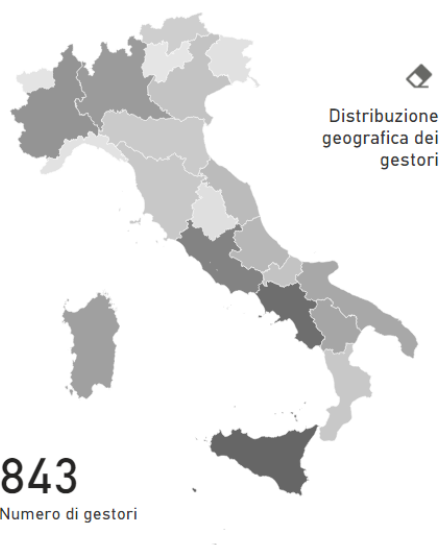 Distribuzione
geografica dei
gestori
843
Numero di gestori